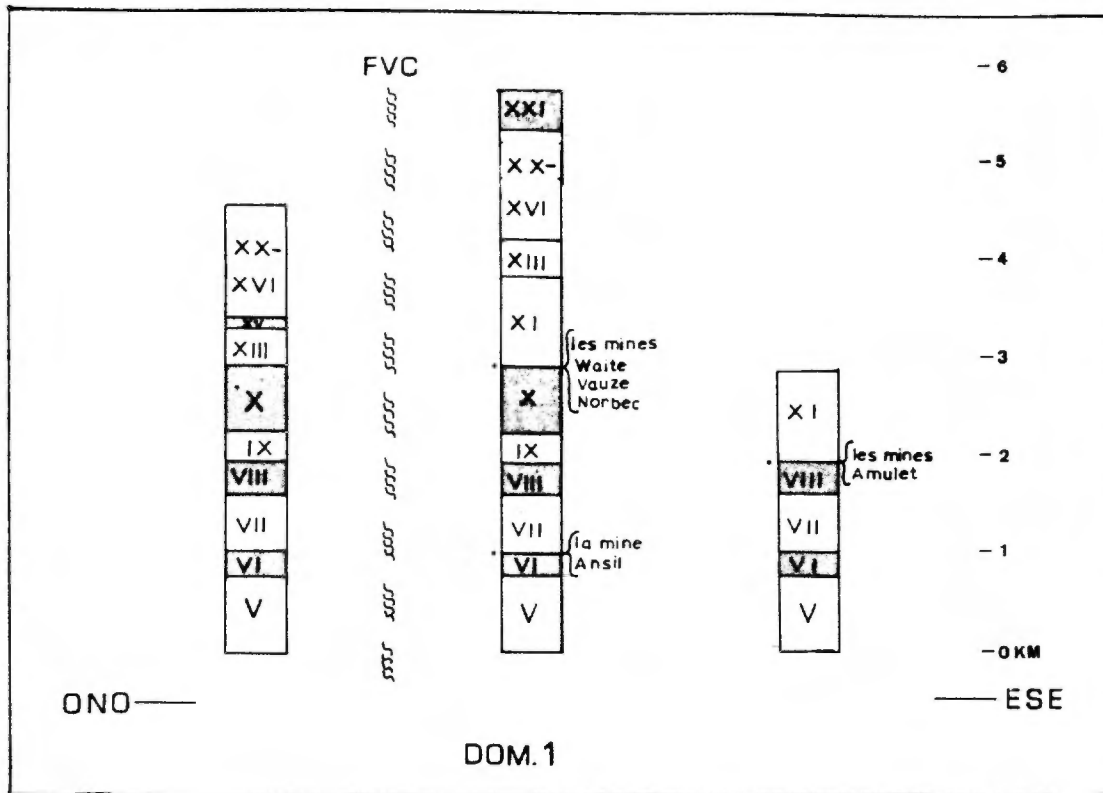 FVC
XX-
XVI
XV
XIII
X
IX
VIII
VII
VI
V
XXI
XX-
XVI
XIII
XI
X
IX
VIII
VII
VI
V
les mines
Waite
Vauze
Norbec
la mine
Ansil
XI
VIII
VII
VI
V
les mines
Amulet
– 6
– 5
– 4
– 3
– 2
– 1
– 0 KM
ONO
ESE
DOM. 1